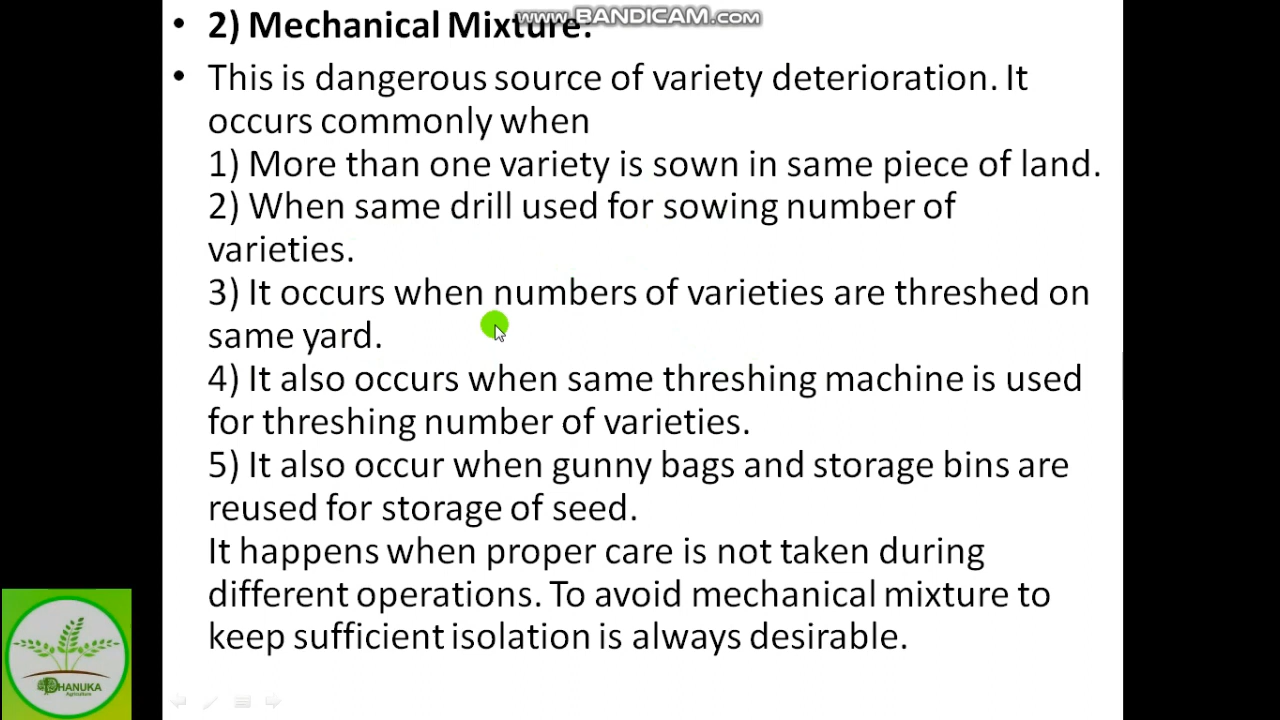 www.BANDICAM.com
• 2) Mechanical Mixture:
• This is dangerous source of variety deterioration. It
occurs commonly when
1) More than one variety is sown in same piece of land.
2) When same drill used for sowing number of
varieties.
3) It occurs when numbers of varieties are threshed on
same yard.
4) It also occurs when same threshing machine is used
for threshing number of varieties.
5) It also occur when gunny bags and storage bins are
reused for storage of seed.
It happens when proper care is not taken during
different operations. To avoid mechanical mixture to
keep sufficient isolation is always desirable.
DHANUKA
Agriculture